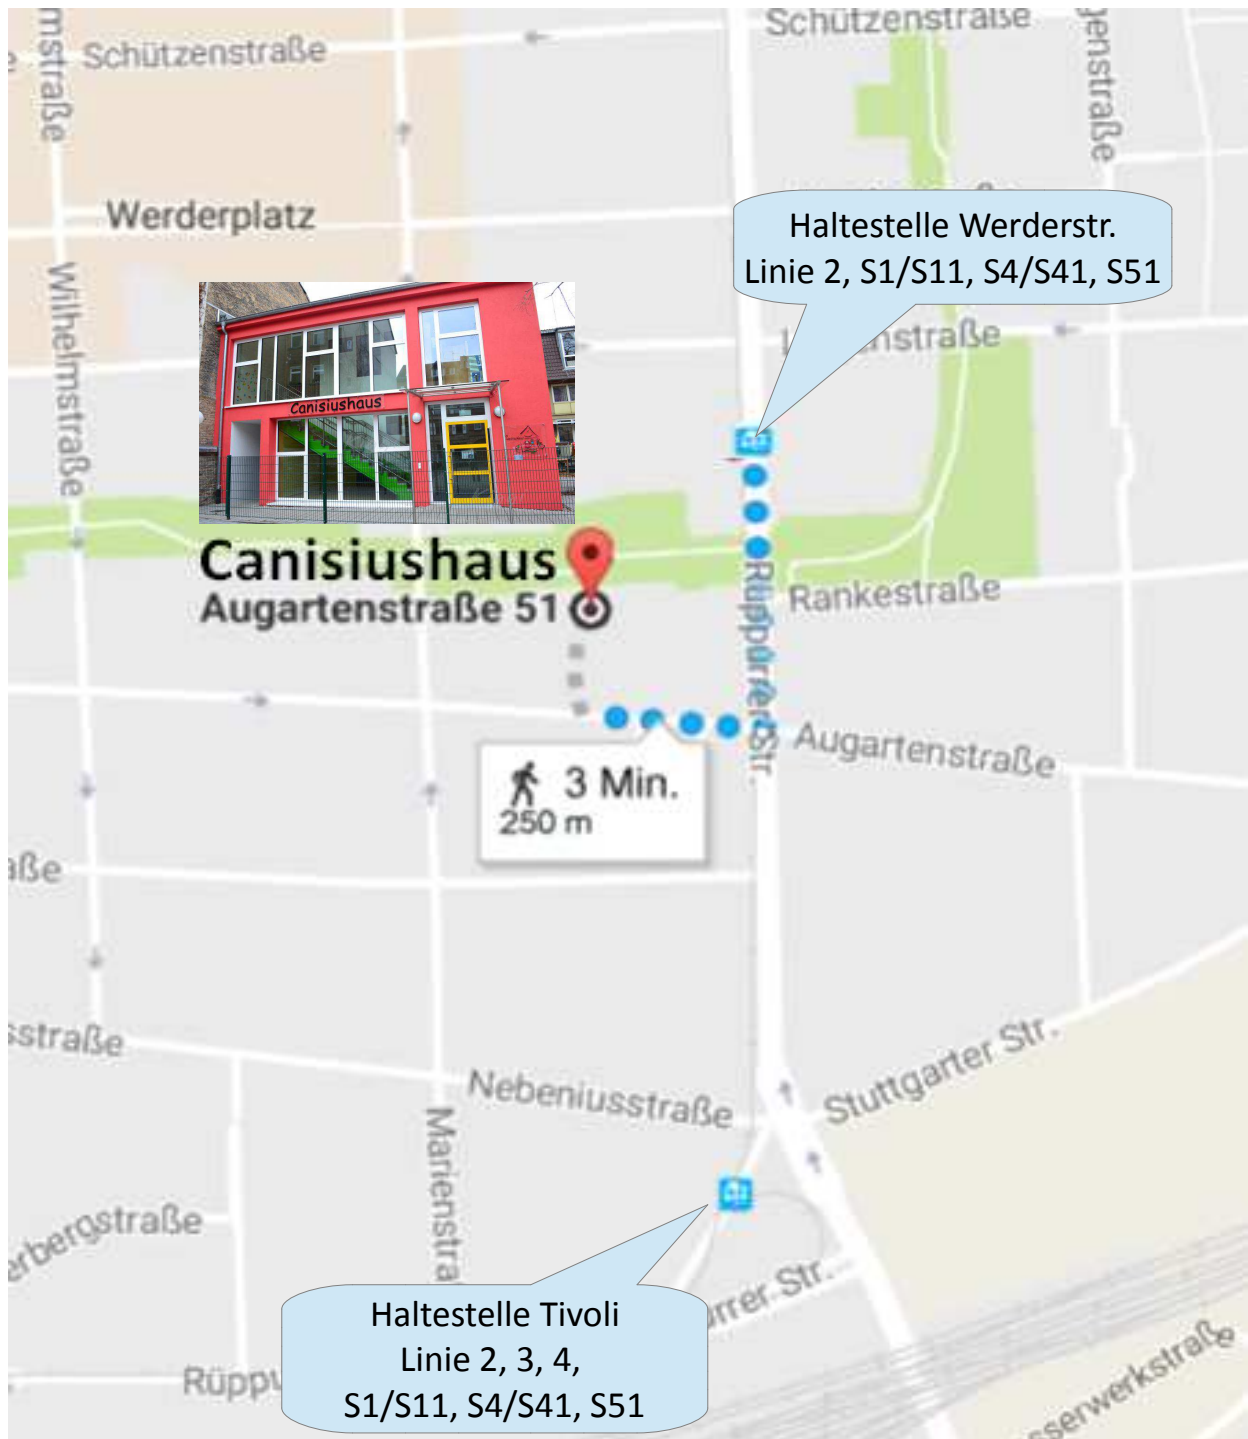 Schützenstraße
Schützenstraße
Werderplatz
Haltestelle Werderstr.
Linie 2, S1/S11, S4/S41, S51
Wilhelmstraße
Canisiushaus
Canisiushaus
Augartenstraße 51
Rankestraße
Rüppurrer Str.
Augartenstraße
3 Min.
250 m
Nebeniusstraße
Stuttgarter Str.
Haltestelle Tivoli
Linie 2, 3, 4,
S1/S11, S4/S41, S51